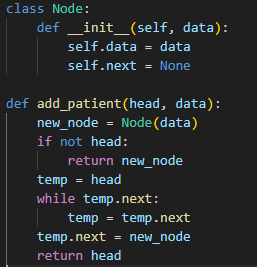 class Node:
    def __init__(self, data):
        self.data = data
        self.next = None

def add_patient(head, data):
    new_node = Node(data)
    if not head:
        return new_node
    temp = head
    while temp.next:
        temp = temp.next
    temp.next = new_node
    return head